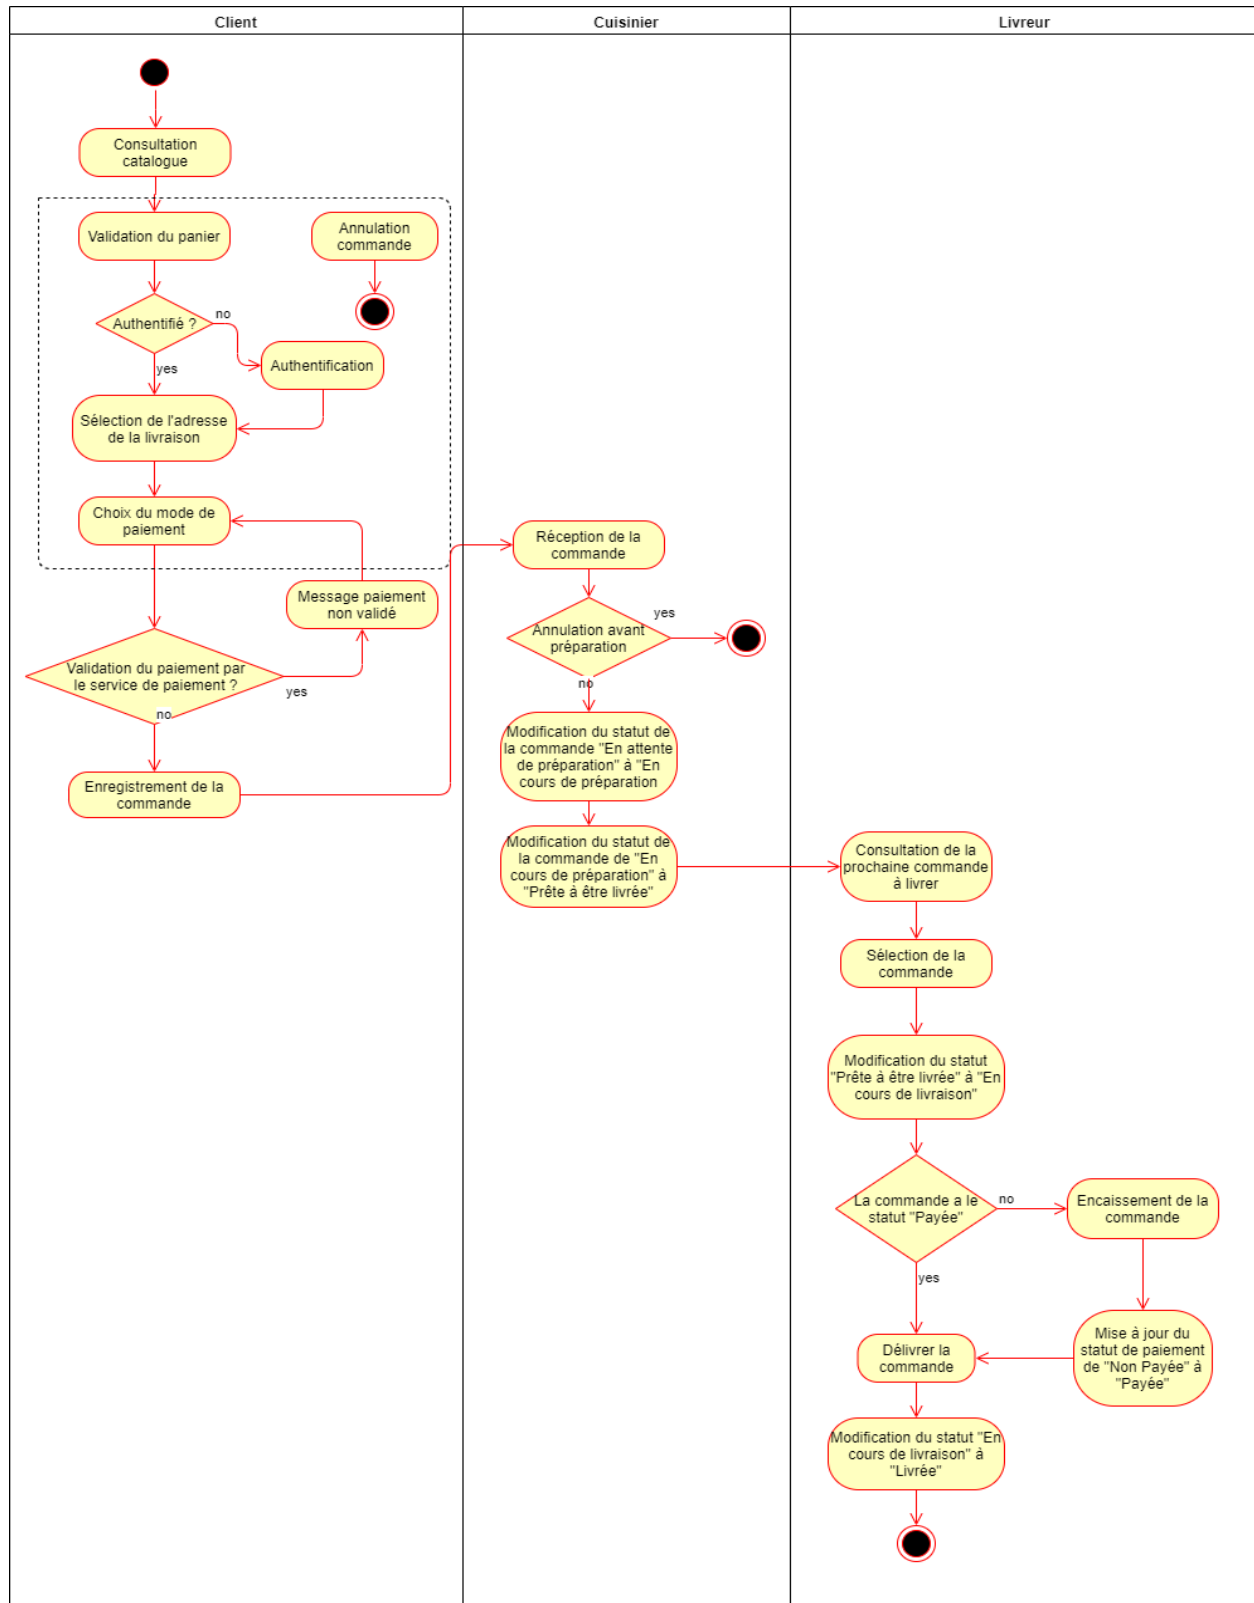 Client
Cuisinier
Livreur
Consultation
catalogue
Validation du panier
Annulation
commande
Authentifié ?
no
yes
Authentification
Sélection de l'adresse
de la livraison
Choix du mode de
paiement
Message paiement
non validé
Validation du paiement par
le service de paiement ?
yes
no
Enregistrement de la
commande
Réception de la
commande
Annulation avant
préparation
yes
no
Modification du statut de
la commande "En attente
de préparation" à "En
cours de préparation
Modification du statut de
la commande de "En
cours de préparation" à
"Prête à être livrée"
Consultation de la
prochaine commande
à livrer
Sélection de la
commande
Modification du statut
"Prête à être livrée" à "En
cours de livraison"
La commande a le
statut "Payée"
no
yes
Encaissement de la
commande
Mise à jour du
statut de paiement
de "Non Payée" à
"Payée"
Délivrer la
commande
Modification du statut "En
cours de livraison" à
"Livrée"